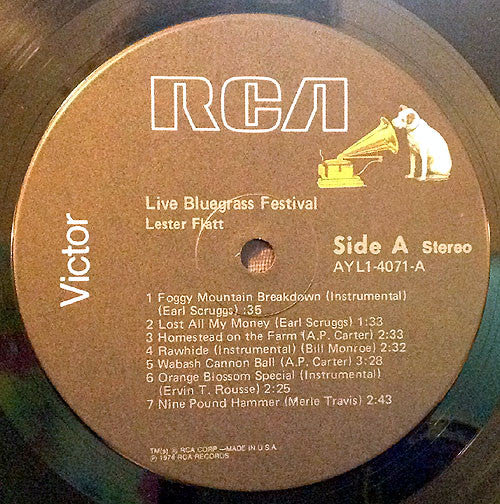 RCA
Victor
Live Bluegrass Festival
Lester Flatt
Side A Stereo
AYL1-4071-A
1 Foggy Mountain Breakdown (Instrumental)
(Earl Scruggs) :35
2 Lost All My Money (Earl Scruggs) 1:33
3 Homestead on the Farm (A.P. Carter) 2:33
4 Rawhide (Instrumental) (Bill Monroe) 2:32
5 Wabash Cannon Ball (A.P. Carter) 3:28
6 Orange Blossom Special (Instrumental)
(Ervin T. Rousse) 2:25
7 Nine Pound Hammer (Merle Travis) 2:43
TM(s) ® RCA CORP.—MADE IN U.S.A.
℗ 1974 RCA RECORDS